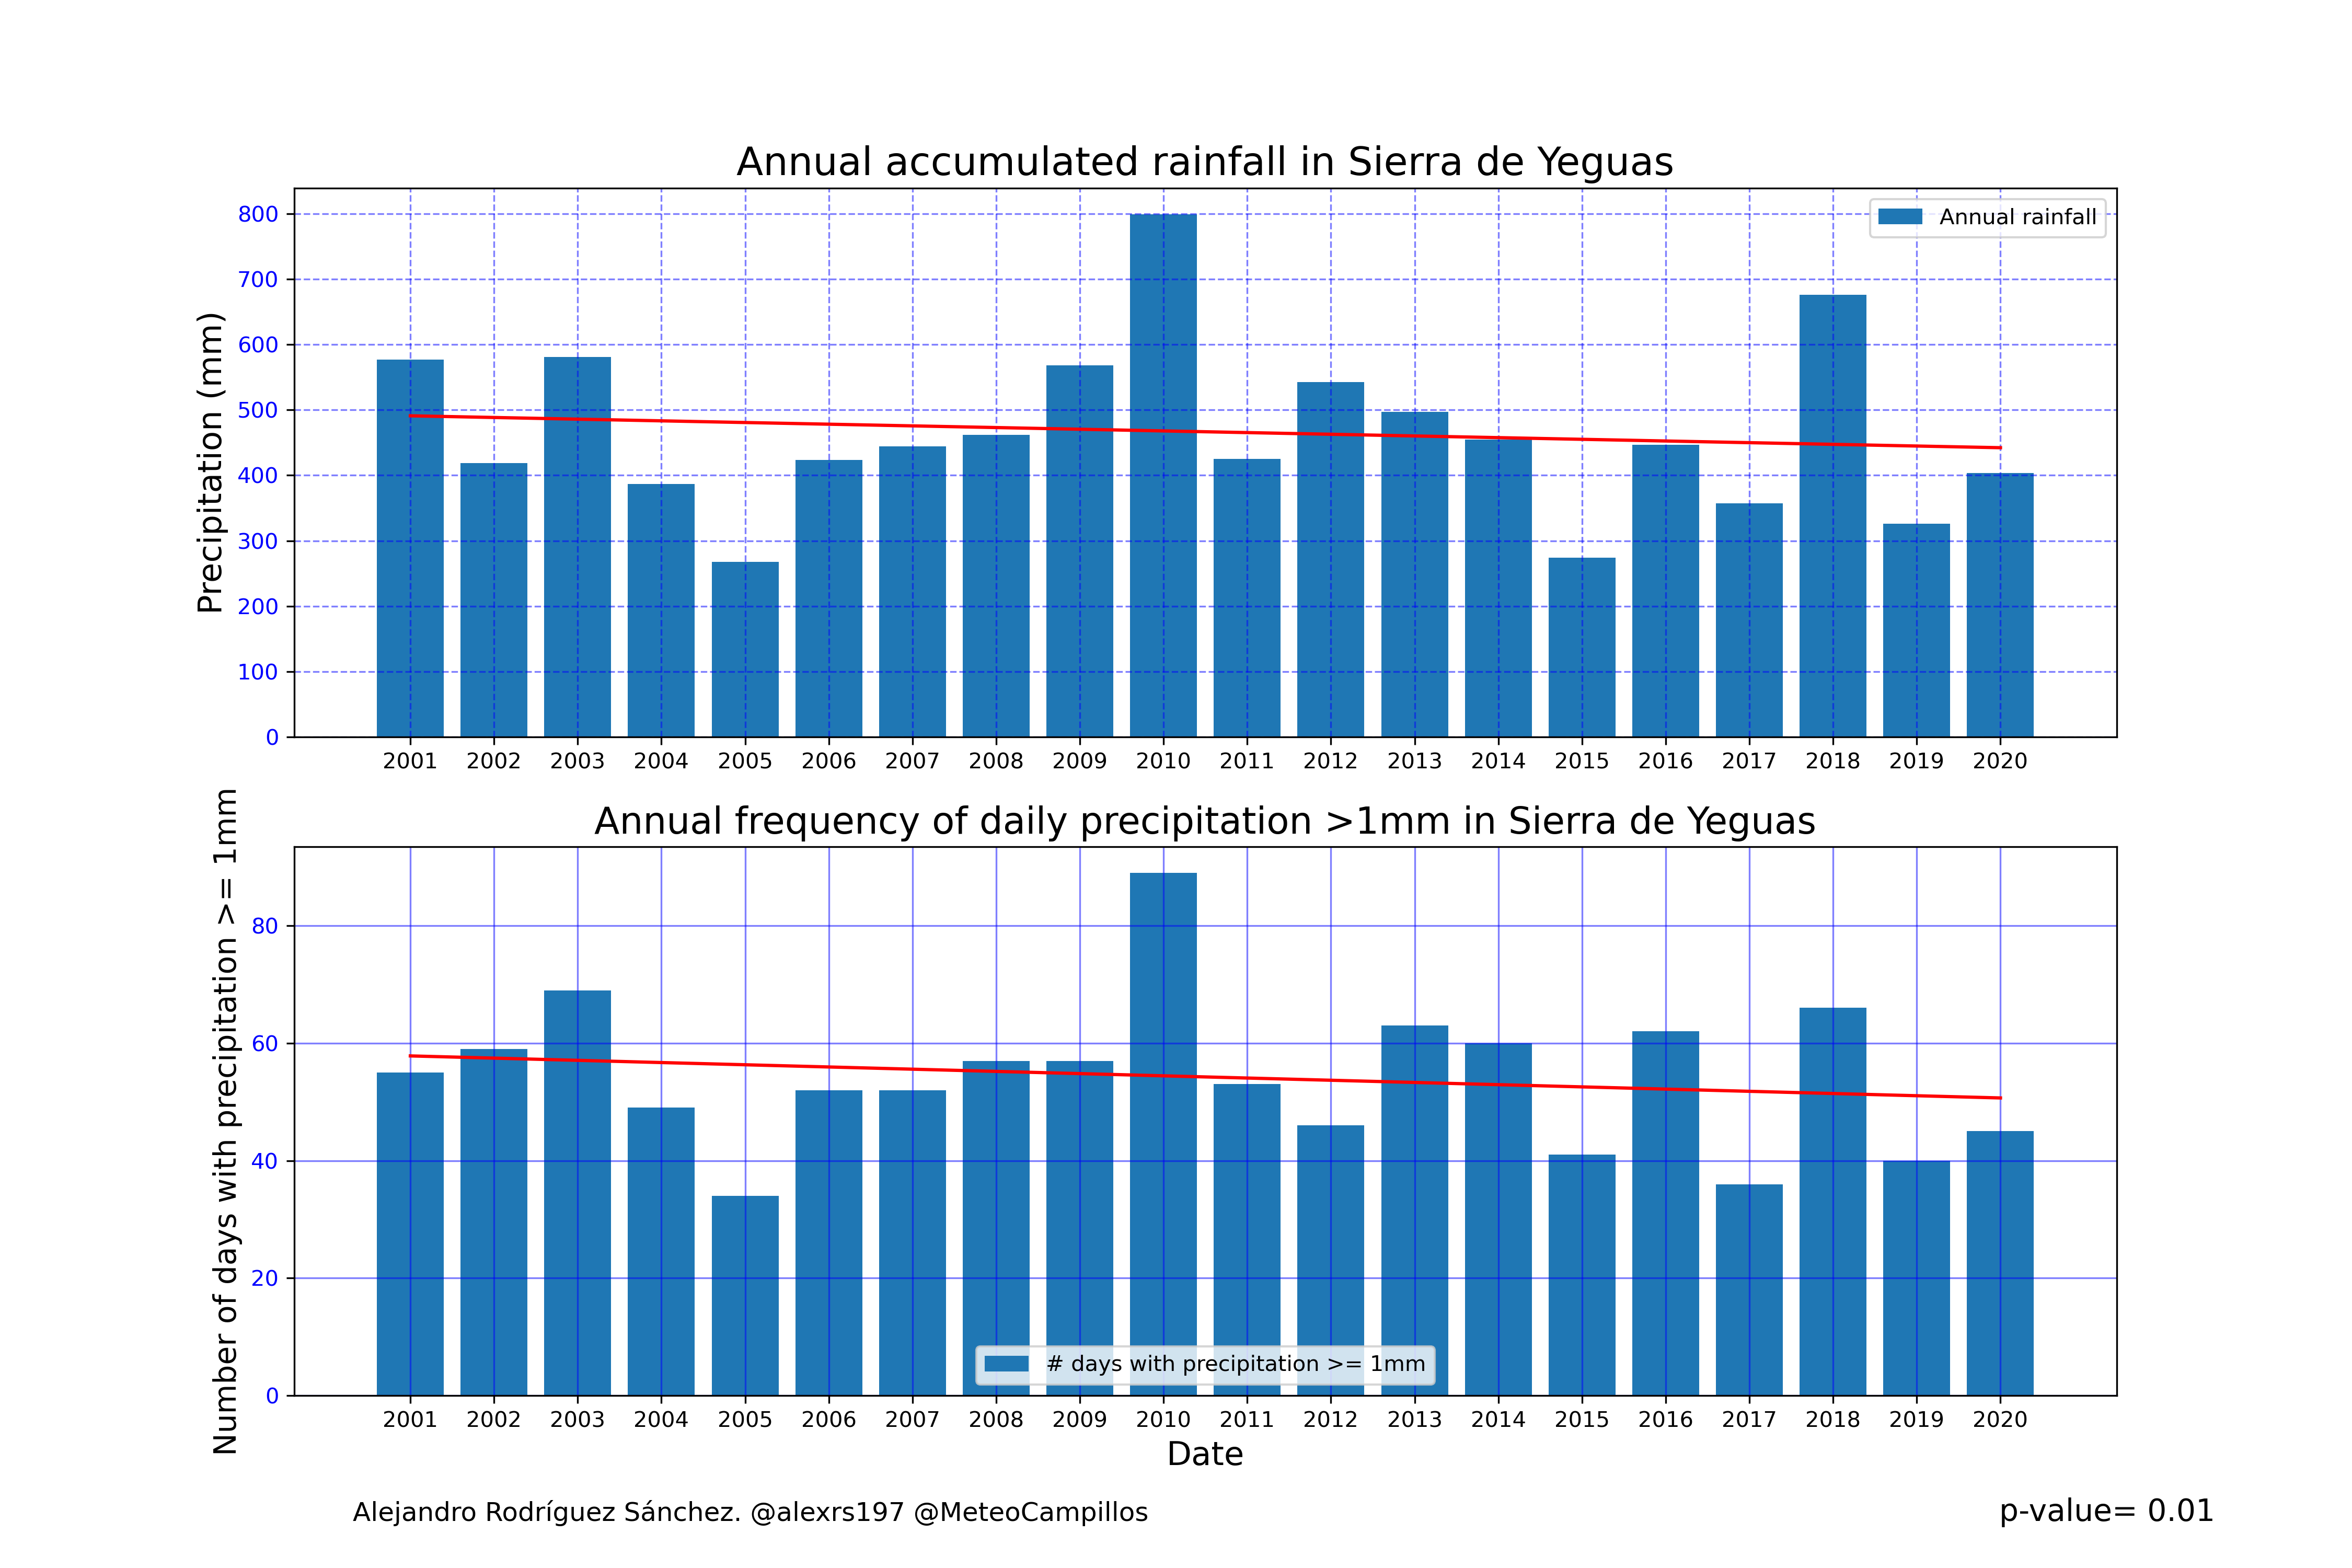 Annual accumulated rainfall in Sierra de Yeguas
Precipitation (mm)
800
700
600
500
400
300
200
100
0
Annual rainfall
2001 2002 2003 2004 2005 2006 2007 2008 2009 2010 2011 2012 2013 2014 2015 2016 2017 2018 2019 2020
Annual frequency of daily precipitation >1mm in Sierra de Yeguas
Number of days with precipitation >= 1mm
80
60
40
20
0
# days with precipitation >= 1mm
2001 2002 2003 2004 2005 2006 2007 2008 2009 2010 2011 2012 2013 2014 2015 2016 2017 2018 2019 2020
Date
Alejandro Rodríguez Sánchez. @alexrs197 @MeteoCampillos
p-value= 0.01